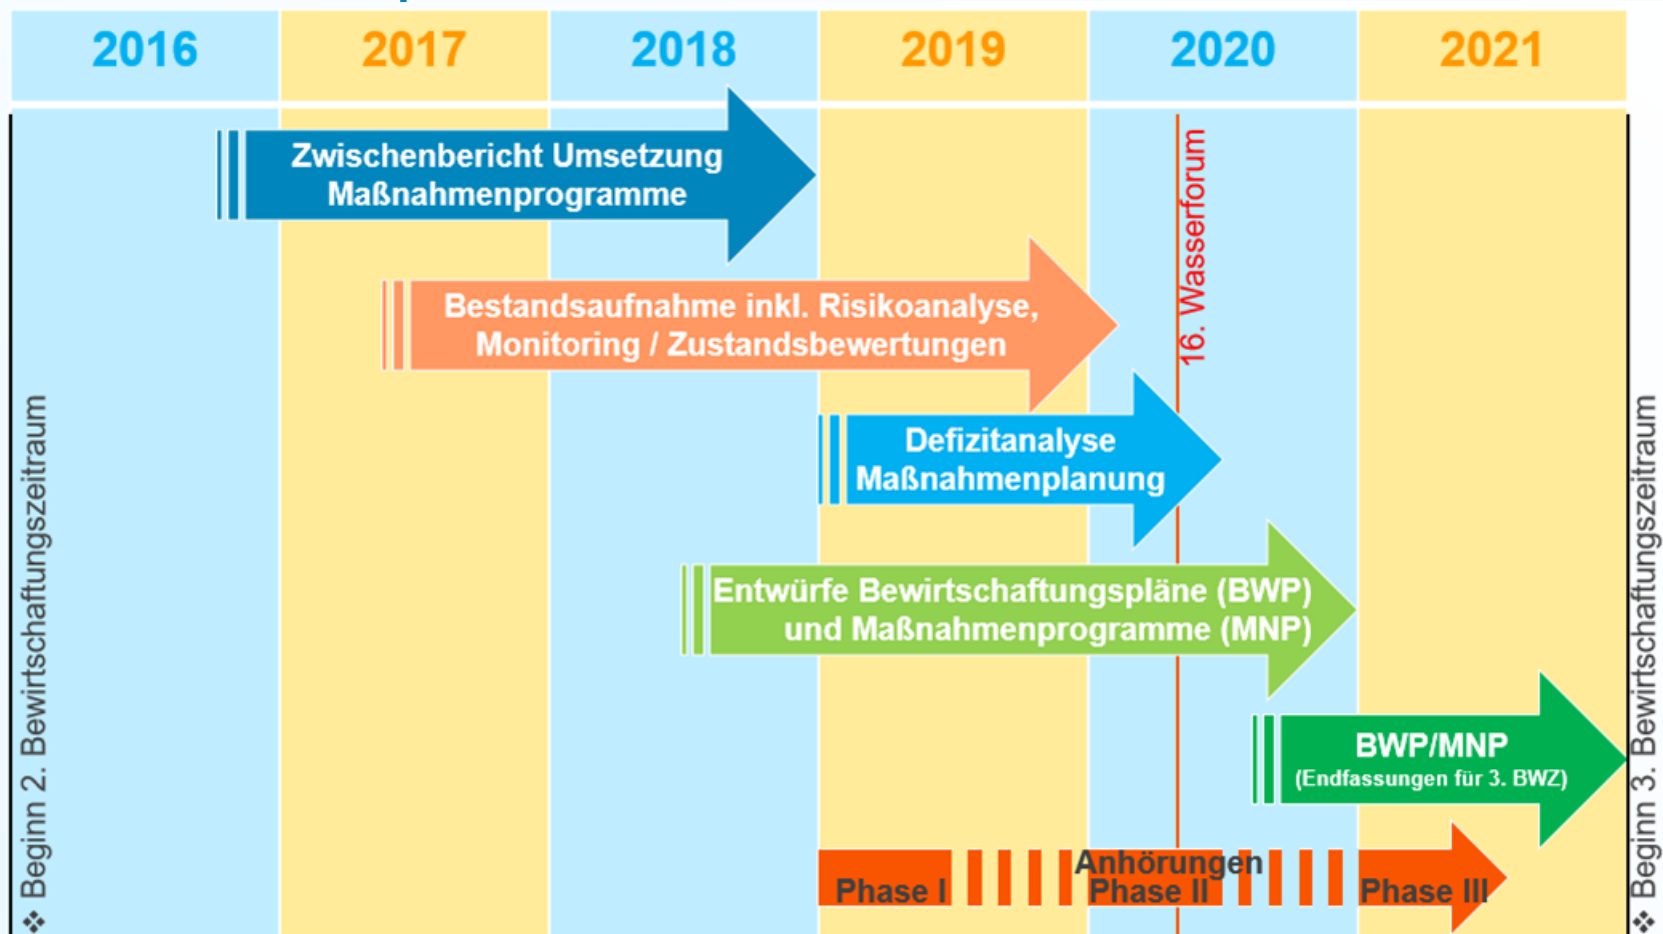 2016 2017 2018 2019 2020 2021
Zwischenbericht Umsetzung
Maßnahmenprogramme
16. Wasserforum
Bestandsaufnahme inkl. Risikoanalyse,
Monitoring / Zustandsbewertungen
Defizitanalyse
Maßnahmenplanung
Entwürfe Bewirtschaftungspläne (BWP)
und Maßnahmenprogramme (MNP)
BWP/MNP
(Endfassungen für 3. BWZ)
Anhörungen
Phase I Phase II Phase III
❖ Beginn 2. Bewirtschaftungszeitraum
❖ Beginn 3. Bewirtschaftungszeitraum